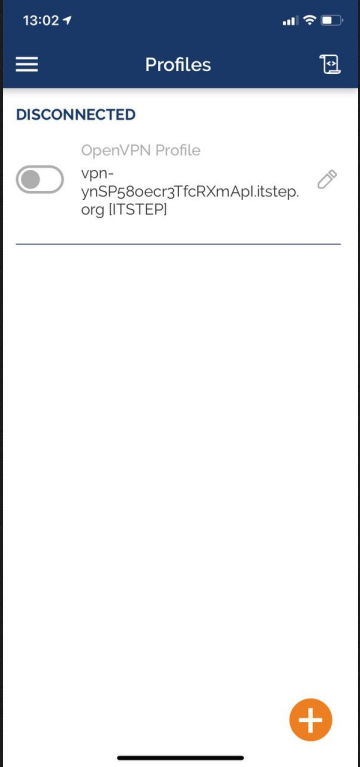 13:02
Profiles
DISCONNECTED
OpenVPN Profile
vpn-
ynSP58oecr3TfcRXmApI.itstep.
org [ITSTEP]